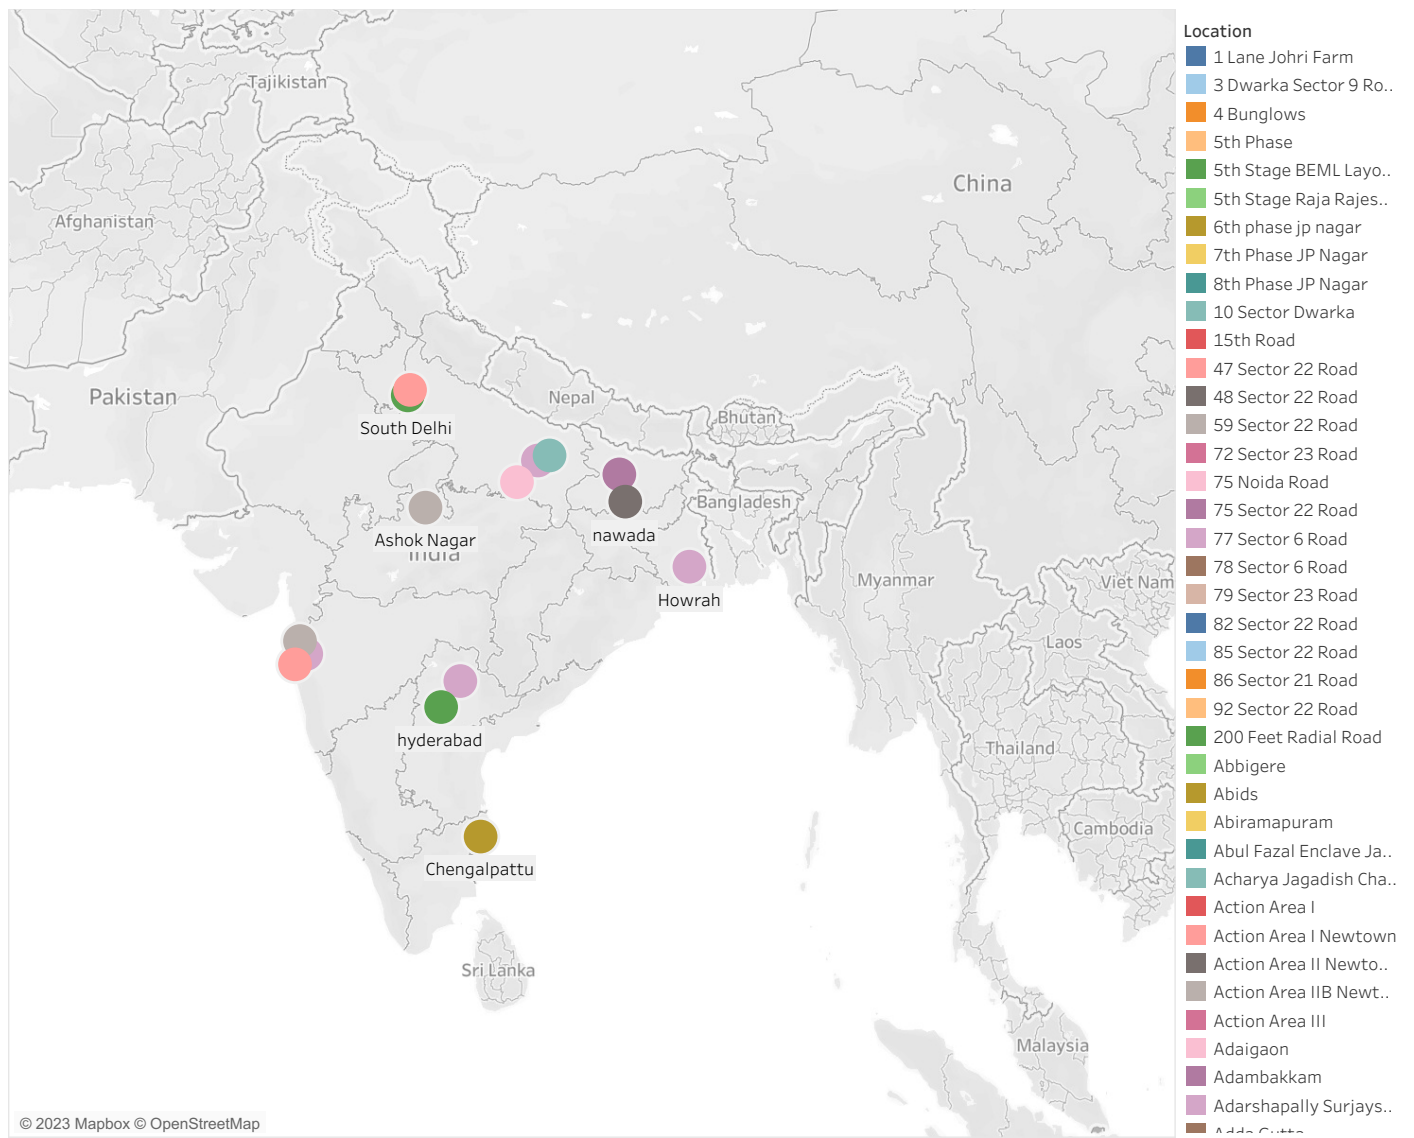 Tajikistan
China
Afghanistan
Pakistan
Nepal
Bhutan
South Delhi
Bangladesh
nawada
Ashok Nagar
India
Myanmar
Viet Nam
Howrah
Laos
hyderabad
Thailand
Cambodia
Chengalpattu
Sri Lanka
Malaysia
© 2023 Mapbox © OpenStreetMap
Location
1 Lane Johri Farm
3 Dwarka Sector 9 Ro..
4 Bunglows
5th Phase
5th Stage BEML Layo..
5th Stage Raja Rajes..
6th phase jp nagar
7th Phase JP Nagar
8th Phase JP Nagar
10 Sector Dwarka
15th Road
47 Sector 22 Road
48 Sector 22 Road
59 Sector 22 Road
72 Sector 23 Road
75 Noida Road
75 Sector 22 Road
77 Sector 6 Road
78 Sector 6 Road
79 Sector 23 Road
82 Sector 22 Road
85 Sector 22 Road
86 Sector 21 Road
92 Sector 22 Road
200 Feet Radial Road
Abbigere
Abids
Abiramapuram
Abul Fazal Enclave Ja..
Acharya Jagadish Cha..
Action Area I
Action Area I Newtown
Action Area II Newto..
Action Area IIB Newt..
Action Area III
Adaigaon
Adambakkam
Adarshapally Surjays..